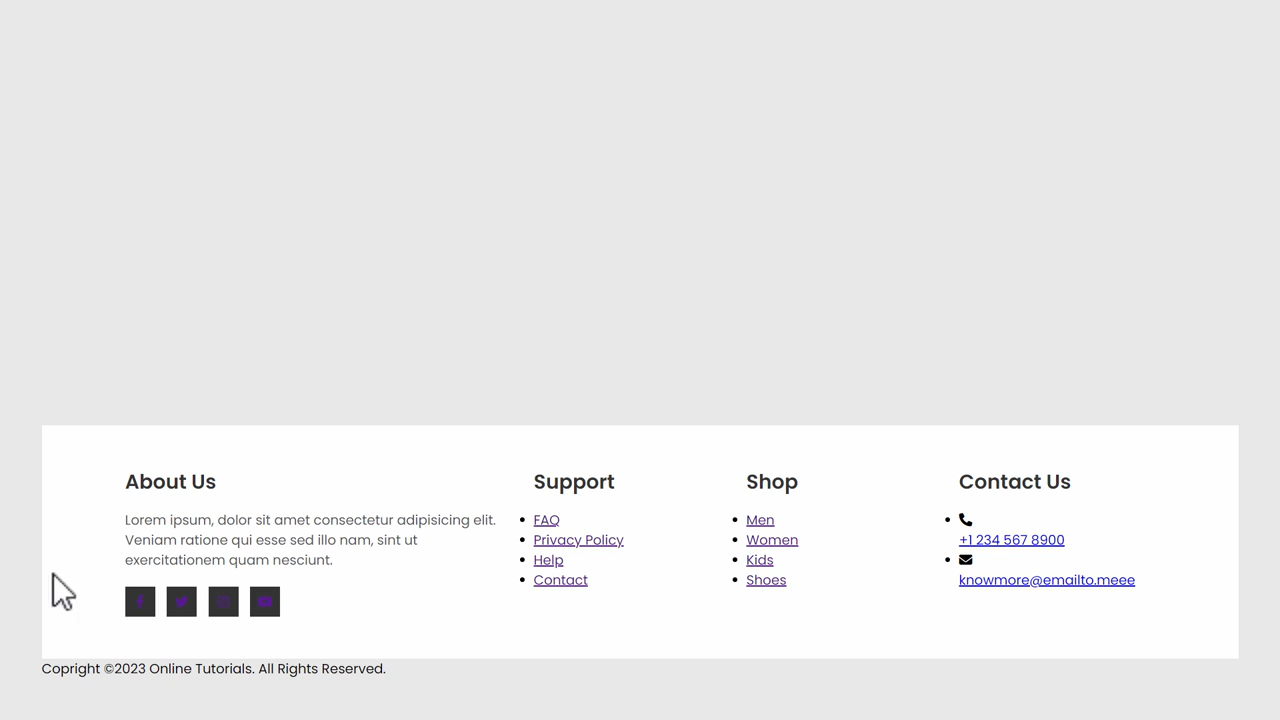 About Us
Lorem ipsum, dolor sit amet consectetur adipisicing elit.
Veniam ratione qui esse sed illo nam, sint ut
exercitationem quam nesciunt.
Support
FAQ
Privacy Policy
Help
Contact
Shop
Men
Women
Kids
Shoes
Contact Us
+1 234 567 8900
knowmore@emailto.meee
Copright ©2023 Online Tutorials. All Rights Reserved.